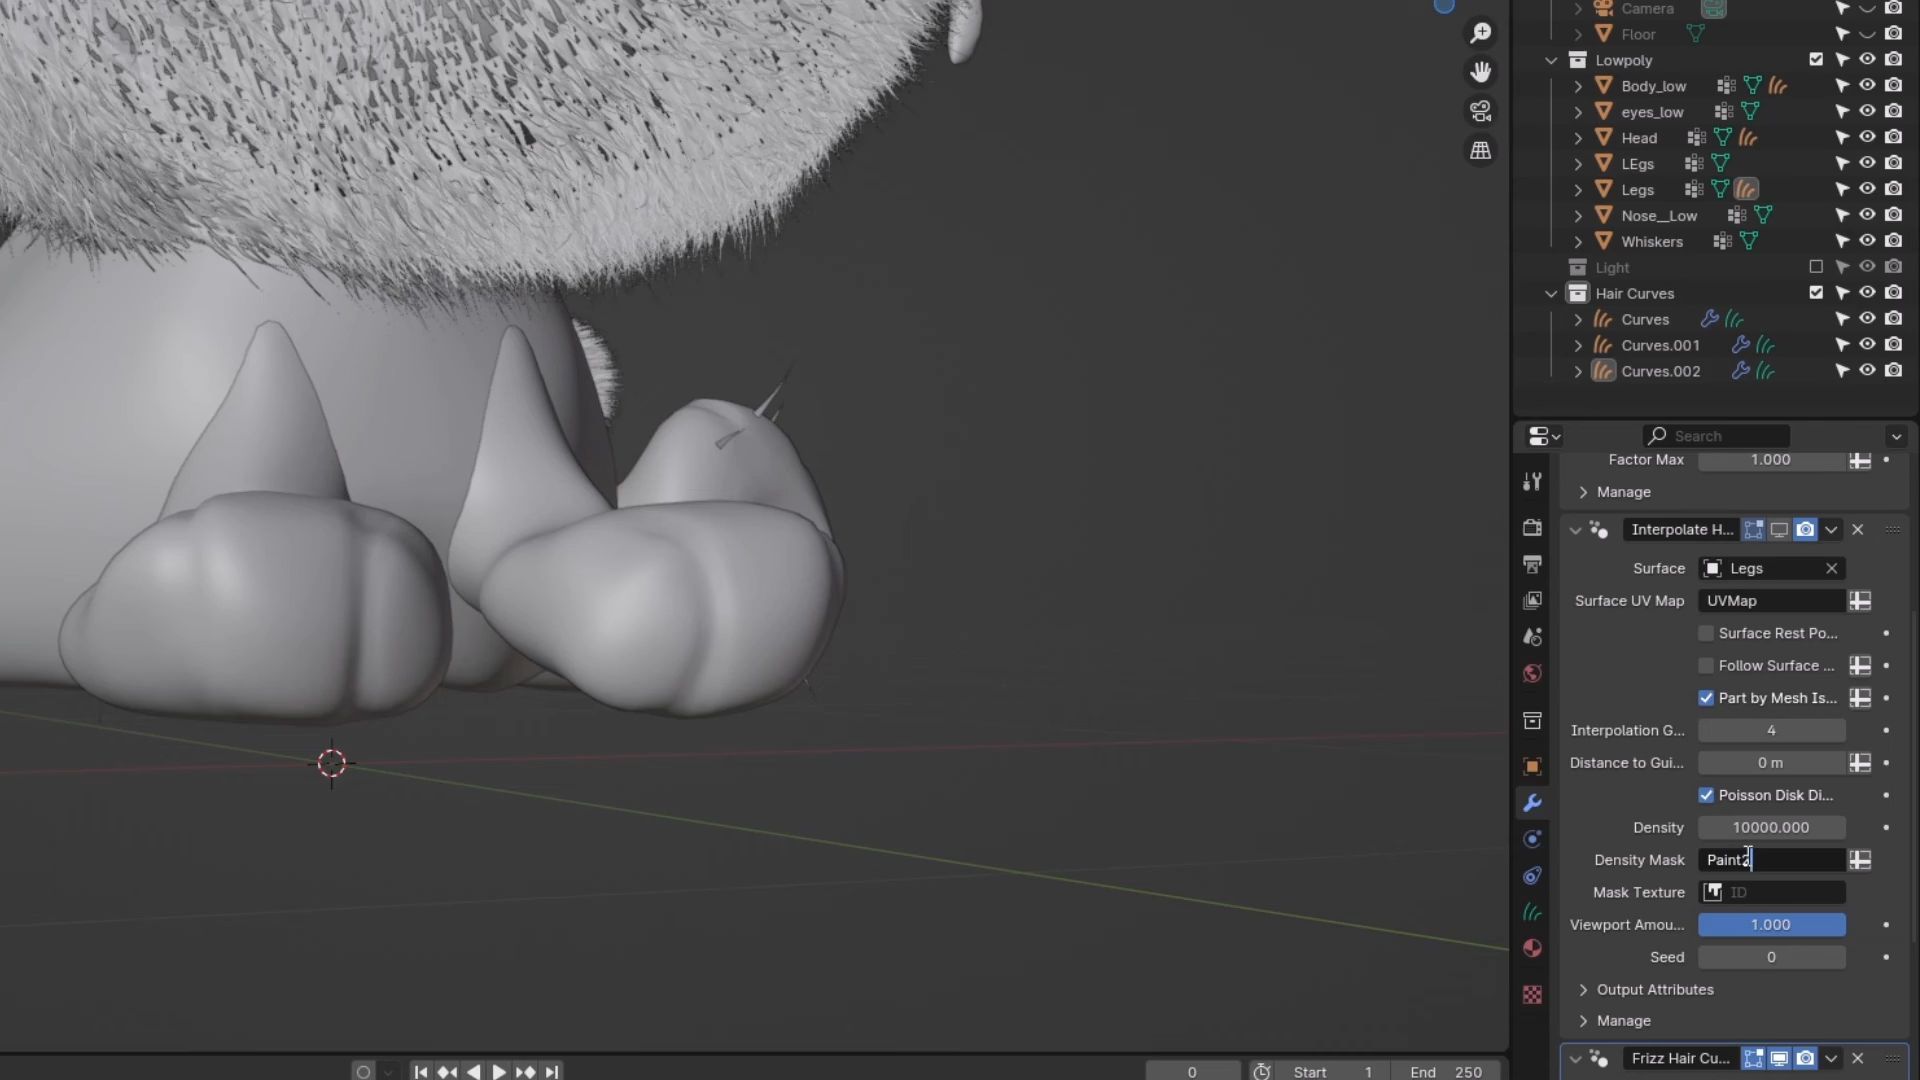 Camera
Floor
Lowpoly
Body_low
eyes_low
Head
LEgs
Legs
Nose__Low
Whiskers
Light
Hair Curves
Curves
Curves.001
Curves.002
Search
Factor Max 1.000
Manage
Interpolate H...
Surface Legs
Surface UV Map UVMap
Surface Rest Po...
Follow Surface ...
Part by Mesh Is...
Interpolation G... 4
Distance to Gui... 0 m
Poisson Disk Di...
Density 10000.000
Density Mask Paint2
Mask Texture ID
Viewport Amou... 1.000
Seed 0
Output Attributes
Manage
Frizz Hair Cu...
0 Start 1 End 250